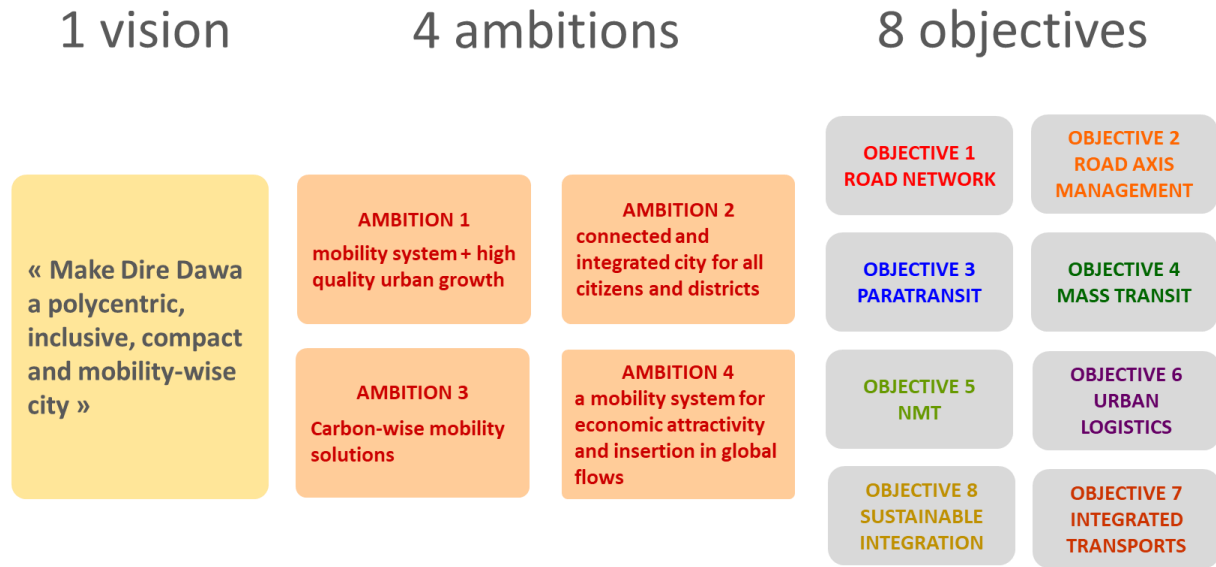 1 vision
4 ambitions
8 objectives
« Make Dire Dawa
a polycentric,
inclusive, compact
and mobility-wise
city »
AMBITION 1
mobility system + high
quality urban growth
AMBITION 2
connected and
integrated city for all
citizens and districts
AMBITION 3
Carbon-wise mobility
solutions
AMBITION 4
a mobility system for
economic attractivity
and insertion in global
flows
OBJECTIVE 1
ROAD NETWORK
OBJECTIVE 2
ROAD AXIS
MANAGEMENT
OBJECTIVE 3
PARATRANSIT
OBJECTIVE 4
MASS TRANSIT
OBJECTIVE 5
NMT
OBJECTIVE 6
URBAN
LOGISTICS
OBJECTIVE 8
SUSTAINABLE
INTEGRATION
OBJECTIVE 7
INTEGRATED
TRANSPORTS